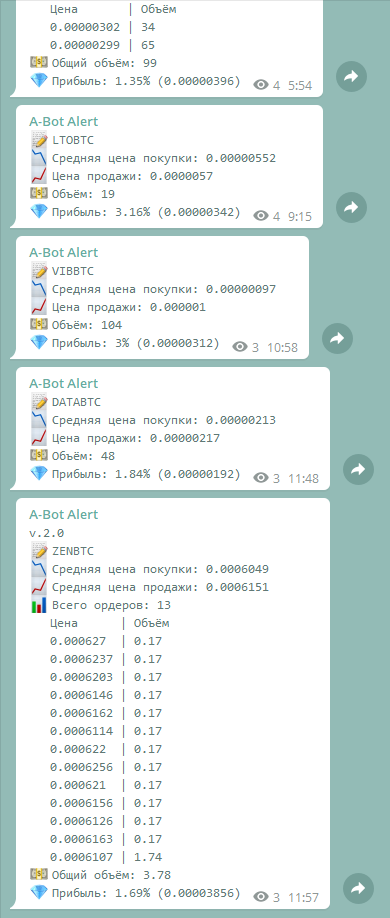 Цена | Объём
0.00000302 | 34
0.00000299 | 65
Общий объём: 99
Прибыль: 1.35% (0.00000396) 4 5:54
A-Bot Alert
LTOBTC
Средняя цена покупки: 0.00000552
Цена продажи: 0.0000057
Объём: 19
Прибыль: 3.16% (0.00000342) 4 9:15
A-Bot Alert
VIBBTC
Средняя цена покупки: 0.00000097
Цена продажи: 0.000001
Объём: 104
Прибыль: 3% (0.00000312) 3 10:58
A-Bot Alert
DATABTC
Средняя цена покупки: 0.00000213
Цена продажи: 0.00000217
Объём: 48
Прибыль: 1.84% (0.00000192) 3 11:48
A-Bot Alert
v.2.0
ZENBTC
Средняя цена покупки: 0.0006049
Средняя цена продажи: 0.0006151
Всего ордеров: 13
Цена | Объём
0.000627 | 0.17
0.0006237 | 0.17
0.0006203 | 0.17
0.0006146 | 0.17
0.0006162 | 0.17
0.0006114 | 0.17
0.000622 | 0.17
0.0006256 | 0.17
0.000621 | 0.17
0.0006156 | 0.17
0.0006126 | 0.17
0.0006163 | 0.17
0.0006107 | 1.74
Общий объём: 3.78
Прибыль: 1.69% (0.00003856) 3 11:57